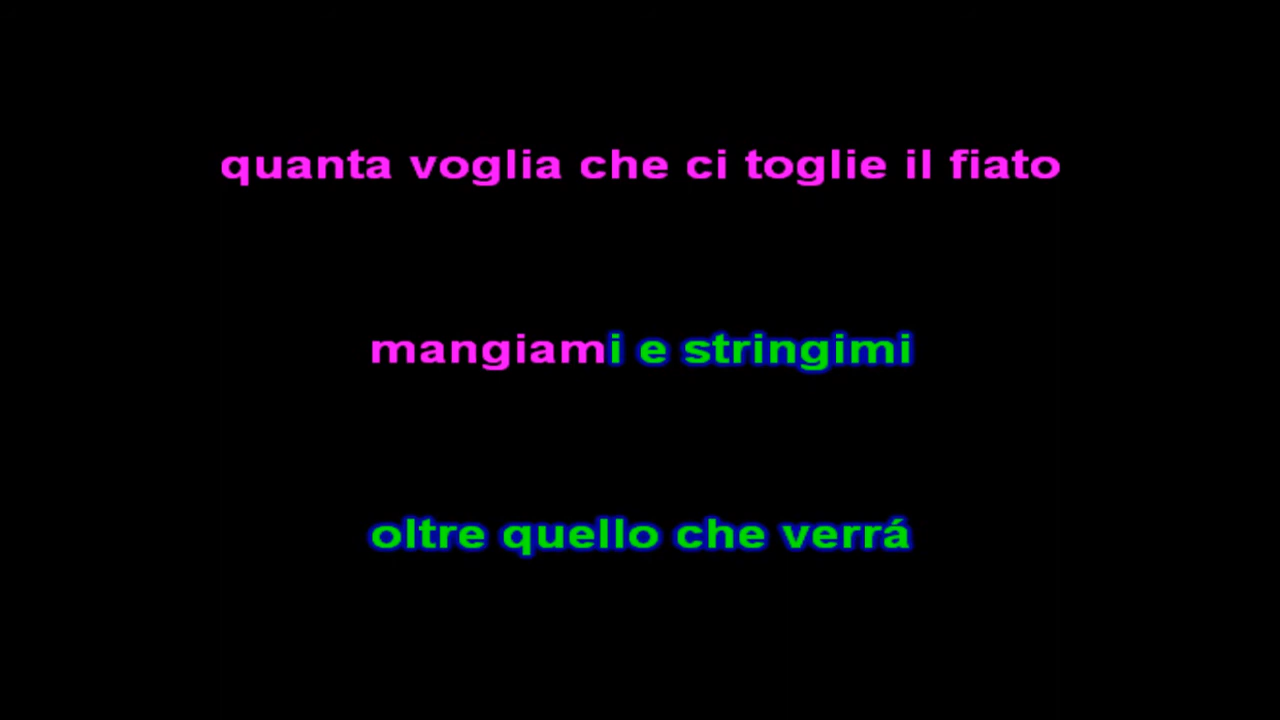 quanta voglia che ci toglie il fiato
mangiami e stringimi
oltre quello che verrá